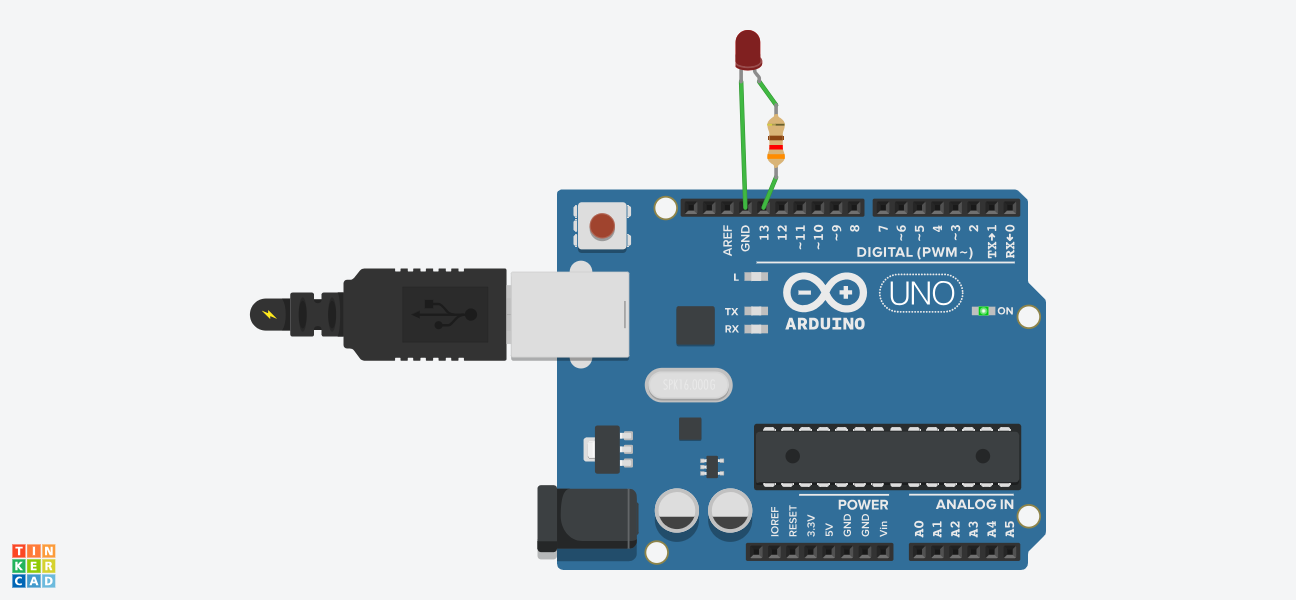 AREF
GND
13
12
~11
~10
~9
8
7
~6
~5
4
~3
2
TX→1
RX←0
DIGITAL (PWM~)
L
TX
RX
ARDUINO
UNO
ON
SPK16.000G
POWER
ANALOG IN
IOREF
RESET
3.3V
5V
GND
GND
Vin
A0
A1
A2
A3
A4
A5
TIN
KER
CAD